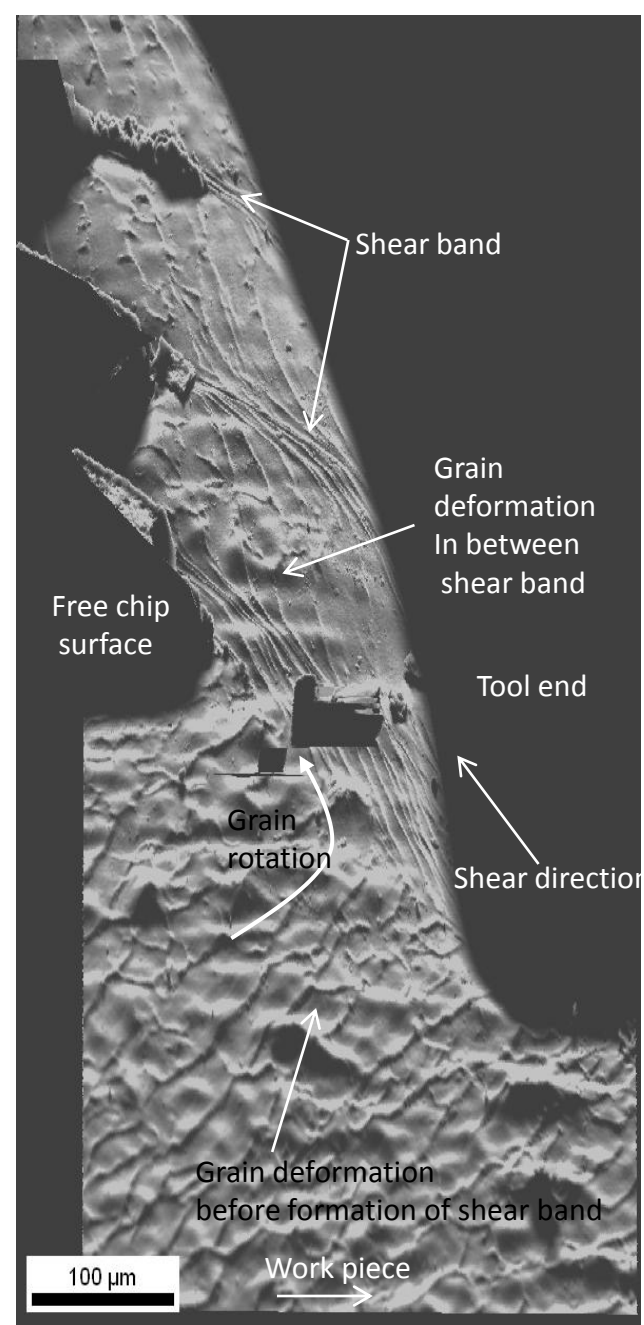 Shear band
Grain
deformation
In between
shear band
Free chip
surface
Tool end
Grain
rotation
Shear direction
Grain deformation
before formation of shear band
Work piece
100 µm